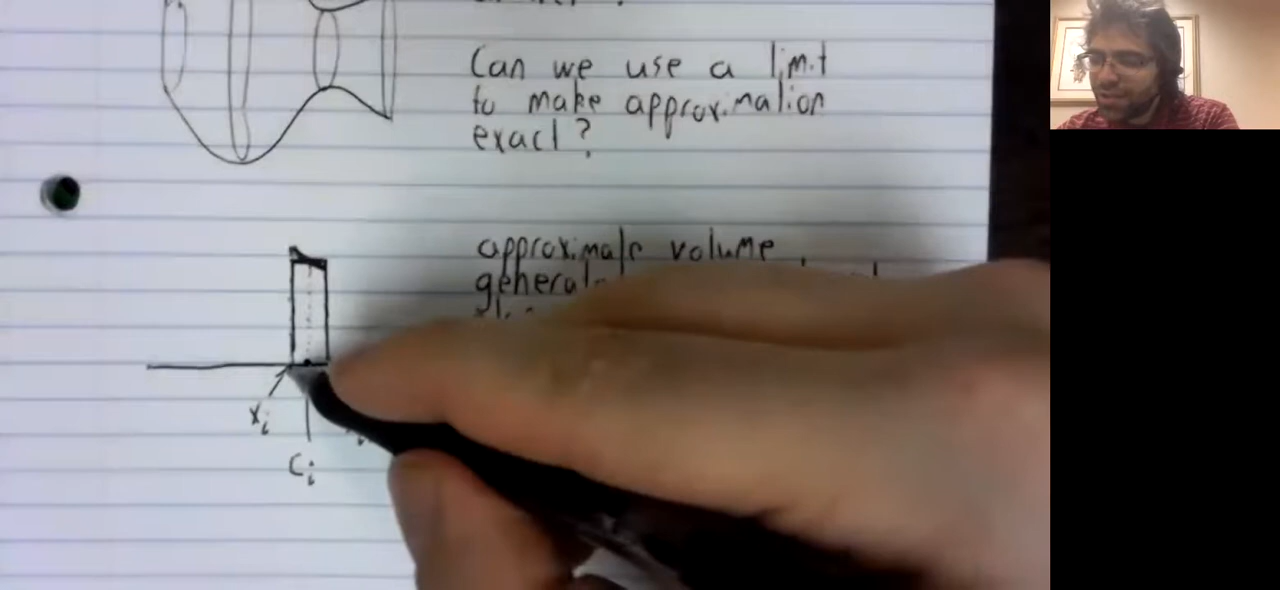 Can we use a limit
to make approximation
exact?
approximate volume
x_i
C_i